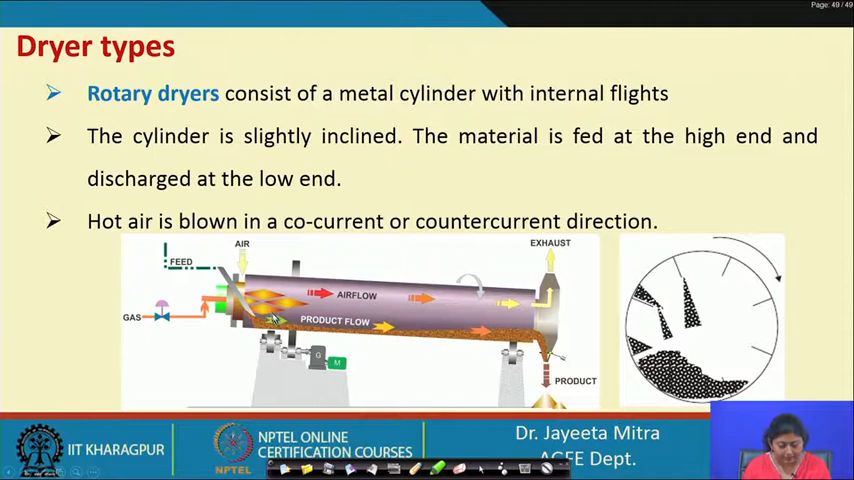 Page: 49 / 49
Dryer types
Rotary dryers consist of a metal cylinder with internal flights
The cylinder is slightly inclined. The material is fed at the high end and
discharged at the low end.
Hot air is blown in a co-current or countercurrent direction.
AIR
EXHAUST
FEED
AIRFLOW
GAS
PRODUCT FLOW
G
M
PRODUCT
IIT KHARAGPUR
NPTEL
NPTEL ONLINE
CERTIFICATION COURSES
Dr. Jayeeta Mitra
AGFE Dept.